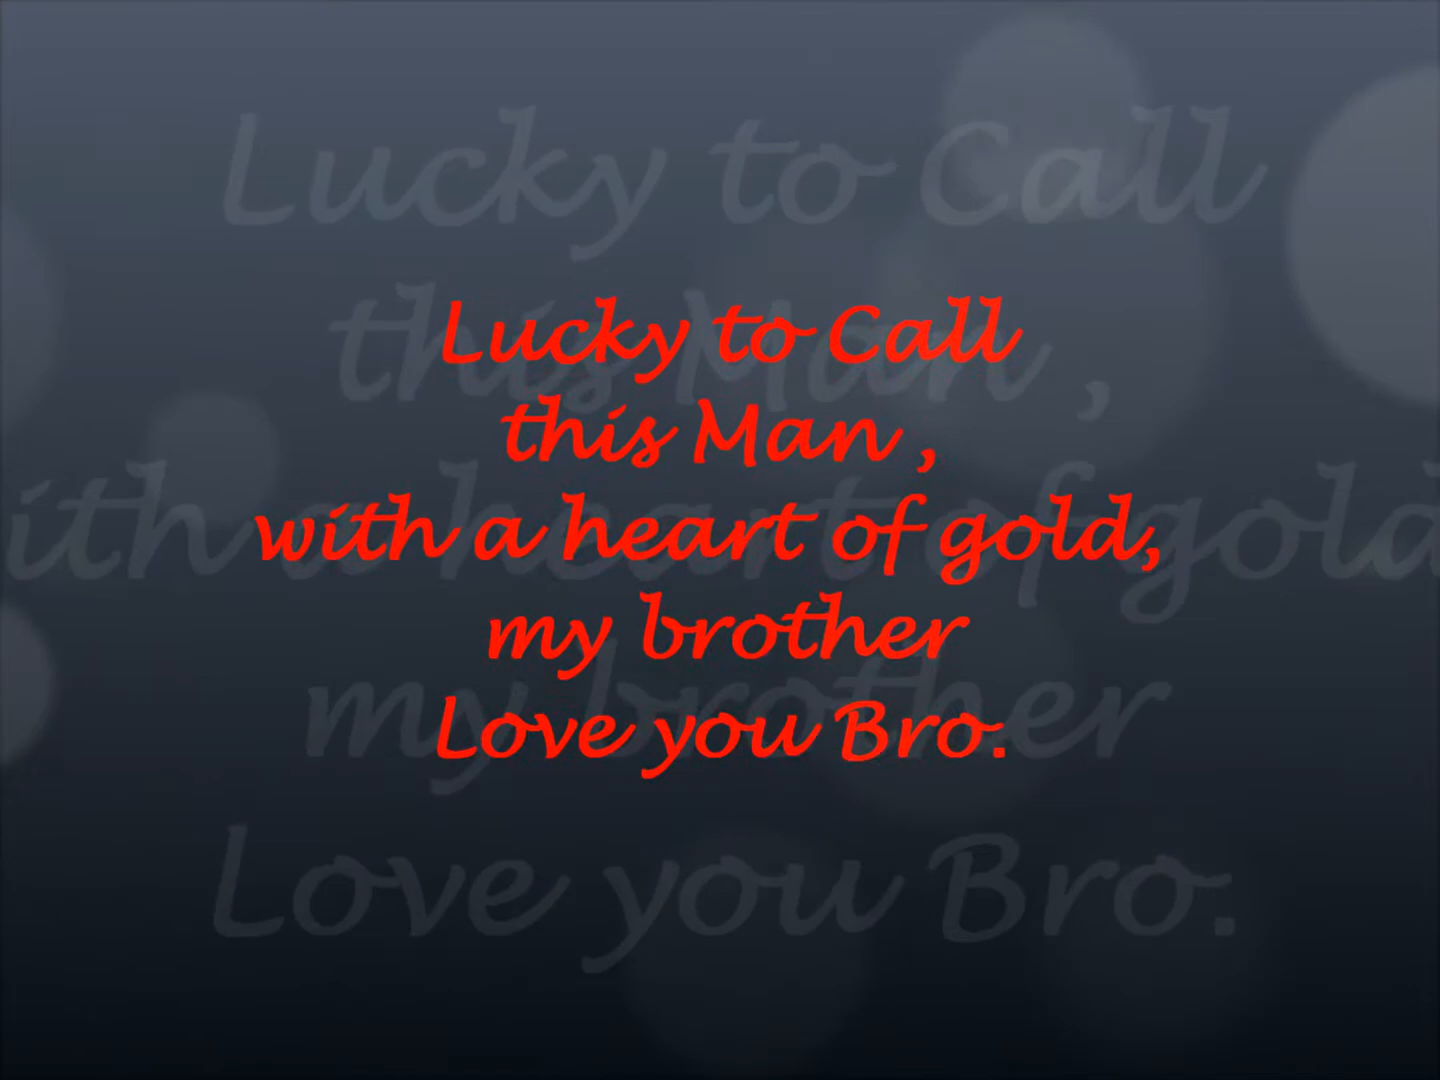 Lucky to Call
this Man ,
with a heart of gold,
my brother
Love you Bro.